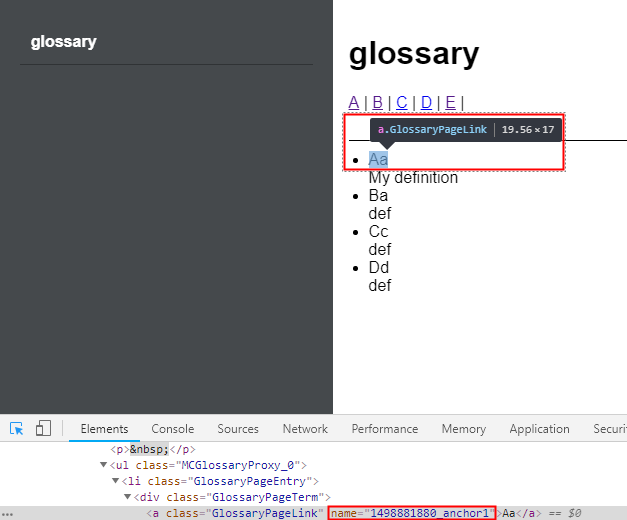 glossary
glossary
A | B | C | D | E |
a.GlossaryPageLink | 19.56 × 17
Aa
My definition
Ba
def
Cc
def
Dd
def
Elements Console Sources Network Performance Memory Application Securi
<p>&nbsp;</p>
▼<ul class="MCGlossaryProxy_0">
▼<li class="GlossaryPageEntry">
▼<div class="GlossaryPageTerm">
... <a class="GlossaryPageLink" name="1498881880_anchor1">Aa</a> == $0